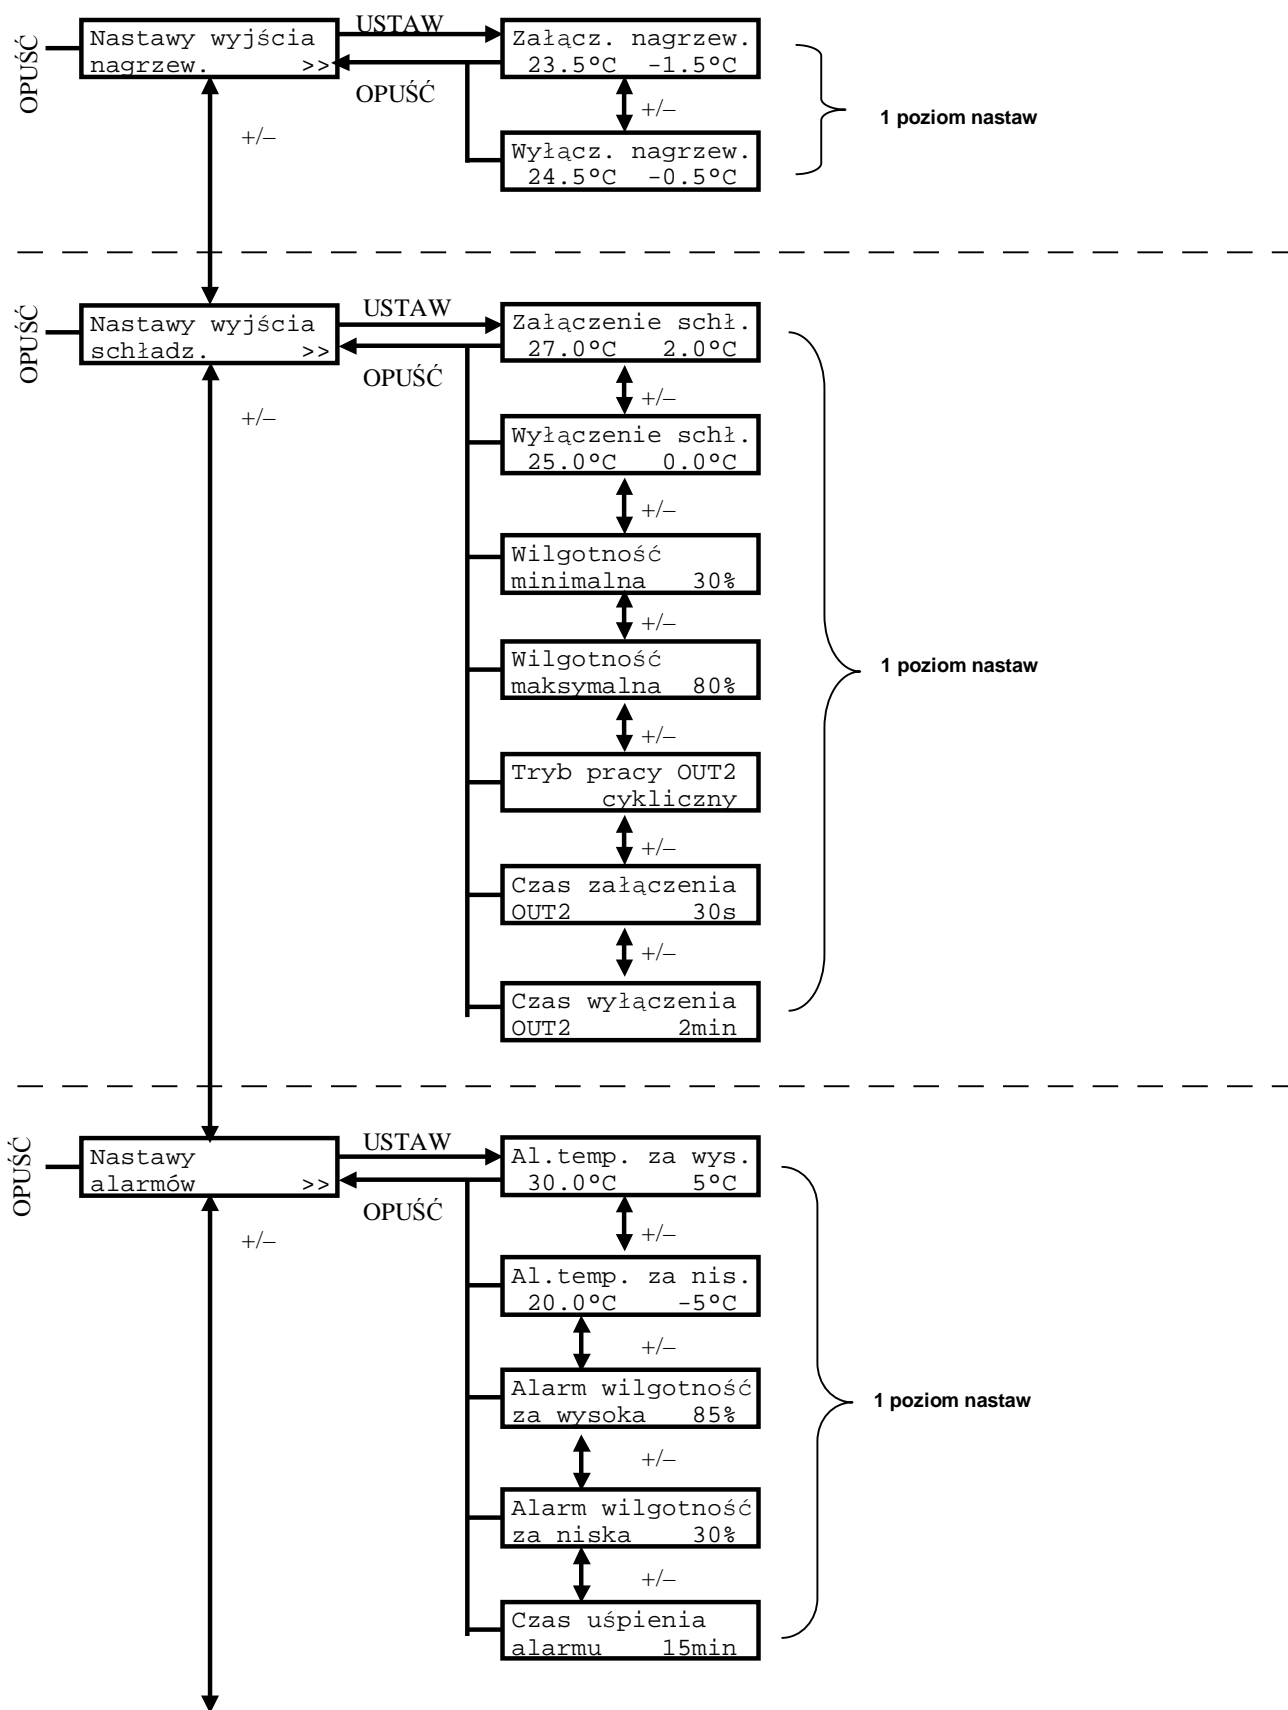 OPUŚĆ
Nastawy wyjścia
nagrzew. >>
USTAW
OPUŚĆ
+/–
Załącz. nagrzew.
23.5°C -1.5°C
+/–
Wyłącz. nagrzew.
24.5°C -0.5°C
1 poziom nastaw
OPUŚĆ
Nastawy wyjścia
schładz. >>
USTAW
OPUŚĆ
+/–
Załączenie schł.
27.0°C 2.0°C
+/–
Wyłączenie schł.
25.0°C 0.0°C
+/–
Wilgotność
minimalna 30%
+/–
Wilgotność
maksymalna 80%
+/–
Tryb pracy OUT2
cykliczny
+/–
Czas załączenia
OUT2 30s
+/–
Czas wyłączenia
OUT2 2min
1 poziom nastaw
OPUŚĆ
Nastawy
alarmów >>
USTAW
OPUŚĆ
+/–
Al.temp. za wys.
30.0°C 5°C
+/–
Al.temp. za nis.
20.0°C -5°C
+/–
Alarm wilgotność
za wysoka 85%
+/–
Alarm wilgotność
za niska 30%
+/–
Czas uśpienia
alarmu 15min
1 poziom nastaw